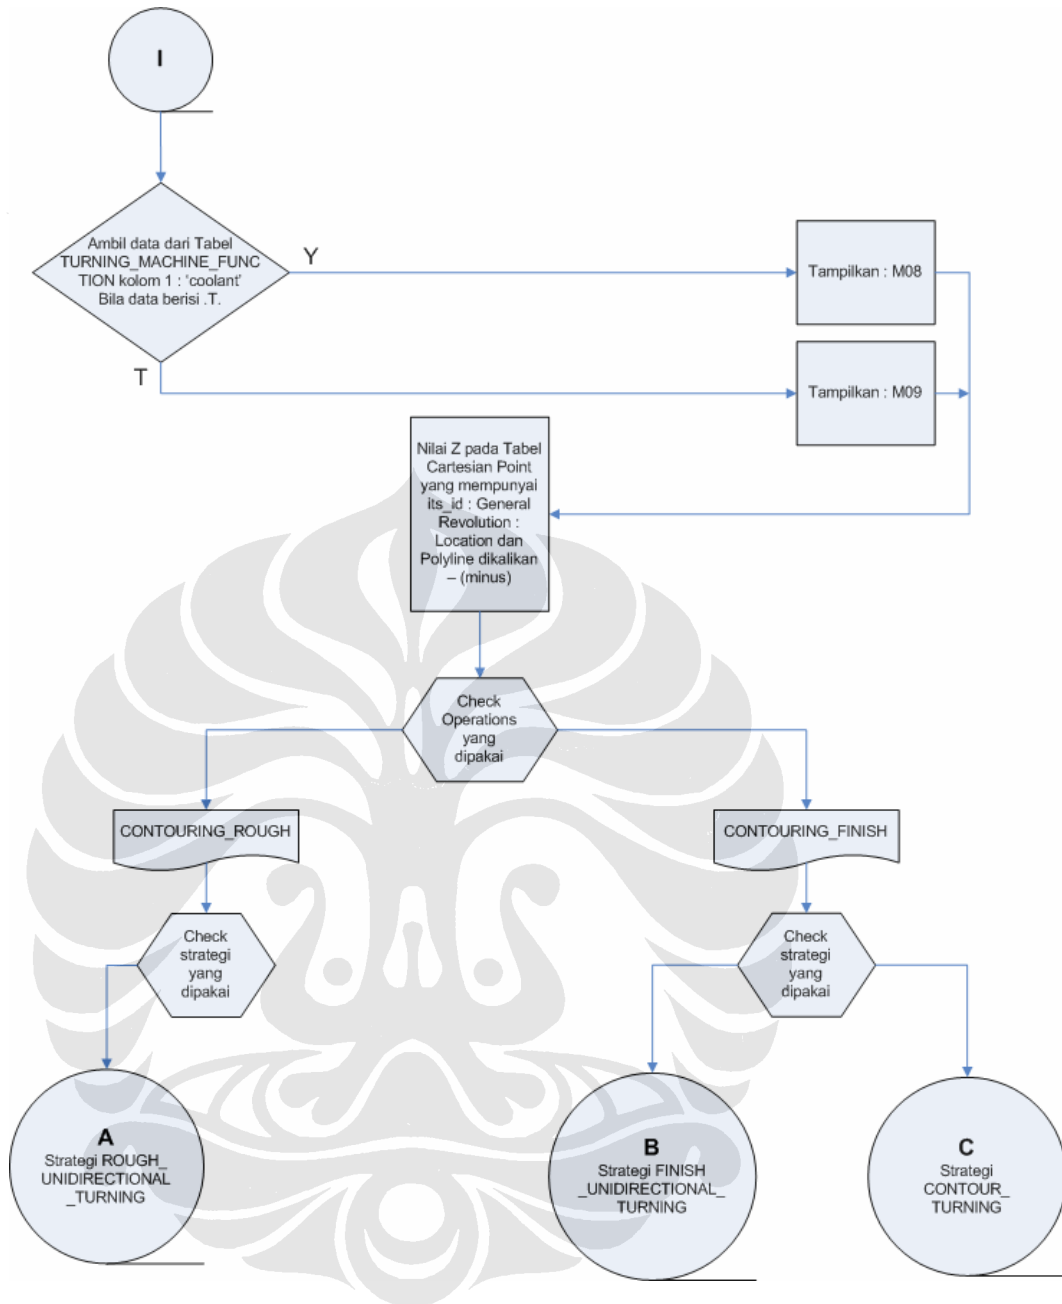 I
Ambil data dari Tabel
TURNING_MACHINE_FUNC
TION kolom 1 : ‘coolant’
Bila data berisi .T.
Y
T
Tampilkan : M08
Tampilkan : M09
Nilai Z pada Tabel
Cartesian Point
yang mempunyai
its_id : General
Revolution :
Location dan
Polyline dikalikan
– (minus)
Check
Operations
yang
dipakai
CONTOURING_ROUGH
CONTOURING_FINISH
Check
strategi
yang
dipakai
Check
strategi
yang
dipakai
A
Strategi ROUGH_
UNIDIRECTIONAL
_TURNING
B
Strategi FINISH
_UNIDIRECTIONAL_
TURNING
C
Strategi
CONTOUR_
TURNING